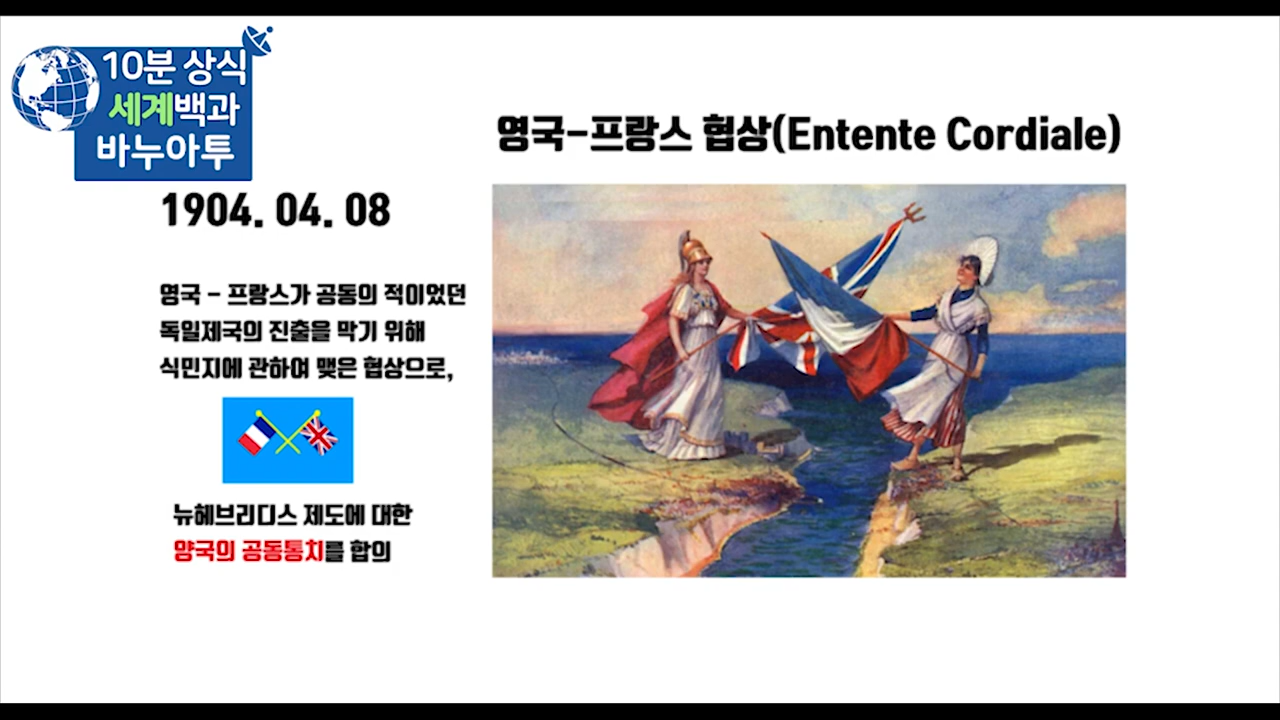 10분 상식
세계백과
바누아투
영국-프랑스 협상(Entente Cordiale)
1904. 04. 08
영국 - 프랑스가 공동의 적이었던
독일제국의 진출을 막기 위해
식민지에 관하여 맺은 협상으로,
뉴헤브리디스 제도에 대한
양국의 공동통치를 합의